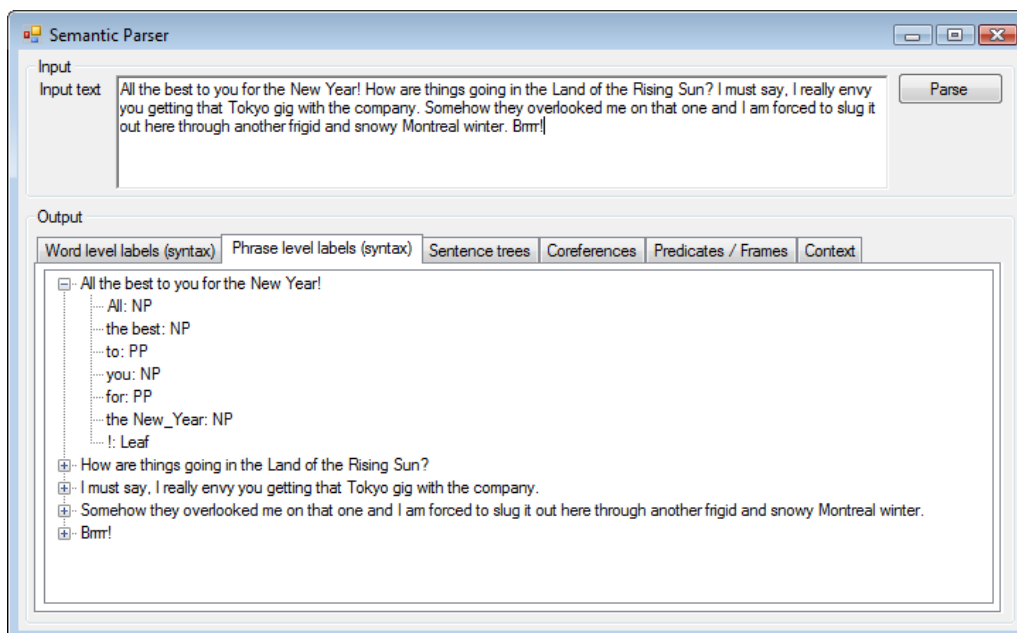 Semantic Parser
Input
Input text
All the best to you for the New Year! How are things going in the Land of the Rising Sun? I must say, I really envy
you getting that Tokyo gig with the company. Somehow they overlooked me on that one and I am forced to slug it
out here through another frigid and snowy Montreal winter. Brrrr!
Parse
Output
Word level labels (syntax)
Phrase level labels (syntax)
Sentence trees
Coreferences
Predicates / Frames
Context
All the best to you for the New Year!
All: NP
the best: NP
to: PP
you: NP
for: PP
the New_Year: NP
!: Leaf
How are things going in the Land of the Rising Sun?
I must say, I really envy you getting that Tokyo gig with the company.
Somehow they overlooked me on that one and I am forced to slug it out here through another frigid and snowy Montreal winter.
Brrrr!